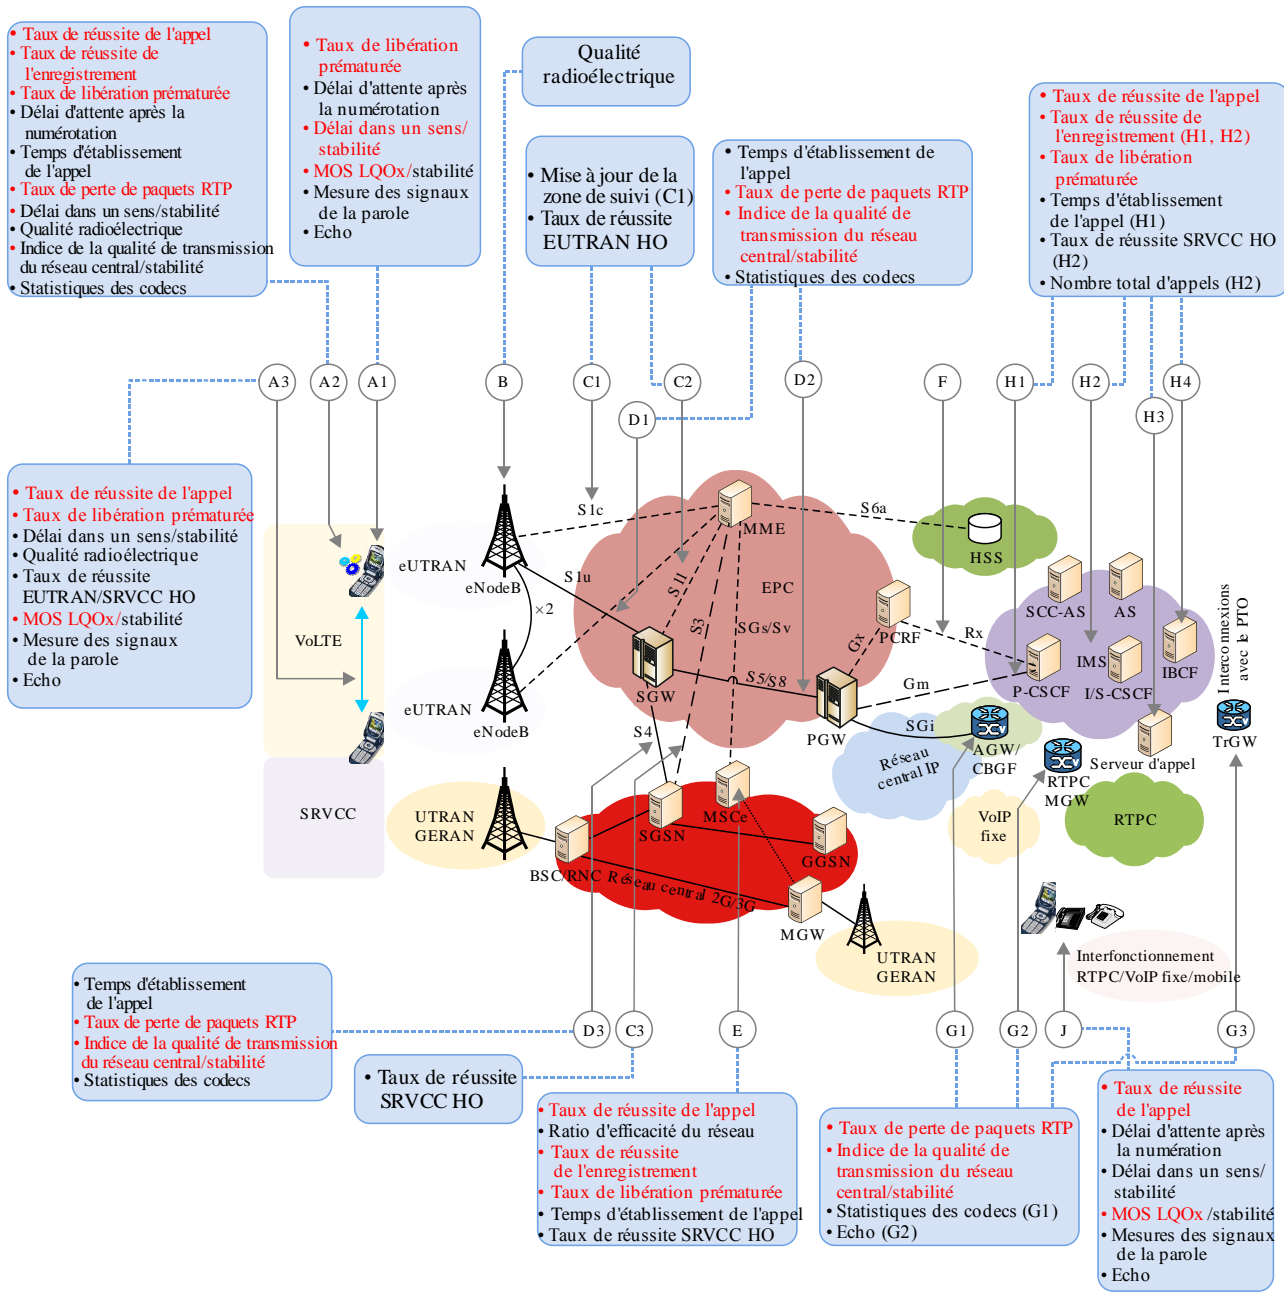 • Taux de réussite de l'appel
• Taux de réussite de
l'enregistrement
• Taux de libération prématurée
• Délai d'attente après la
numérotation
• Temps d'établissement
de l'appel
• Taux de perte de paquets RTP
• Délai dans un sens/stabilité
• Qualité radioélectrique
• Indice de la qualité de transmission
du réseau central/stabilité
• Statistiques des codecs
• Taux de libération
prématurée
• Délai d'attente après
la numérotation
• Délai dans un sens/
stabilité
• MOS LQOx/stabilité
• Mesure des signaux
de la parole
• Echo
Qualité
radioélectrique
• Mise à jour de la
zone de suivi (C1)
• Taux de réussite
EUTRAN HO
• Temps d'établissement de
l'appel
• Taux de perte de paquets RTP
• Indice de la qualité de
transmission du réseau
central/stabilité
• Statistiques des codecs
• Taux de réussite de l'appel
• Taux de réussite de
l'enregistrement (H1, H2)
• Taux de libération
prématurée
• Temps d'établissement
de l'appel (H1)
• Taux de réussite SRVCC HO
(H2)
• Nombre total d'appels (H2)
A3
A2
A1
B
C1
C2
D1
D2
F
H1
H2
H3
H4
• Taux de réussite de l'appel
• Taux de libération prématurée
• Délai dans un sens/stabilité
• Qualité radioélectrique
• Taux de réussite
EUTRAN/SRVCC HO
• MOS LQOx/stabilité
• Mesure des signaux
de la parole
• Echo
VoLTE
SRVCC
eUTRAN
eNodeB
eUTRAN
eNodeB
×2
UTRAN
GERAN
S1c
S1u
S11
S3
SGs/Sv
S6a
MME
EPC
HSS
SGW
S5/S8
S4
PGW
PCRF
Gx
Rx
Gm
SGi
SCC-AS
AS
IMS
P-CSCF
I/S-CSCF
IBCF
Interconnexions
avec le PTO
TrGW
Réseau
central IP
AGW/
CBGF
Serveur d'appel
RTPC
MGW
VoIP
fixe
RTPC
BSC/RNC
SGSN
MSCe
GGSN
Réseau central 2G/3G
MGW
UTRAN
GERAN
Interfonctionnement
RTPC/VoIP fixe/mobile
D3
C3
E
G1
G2
J
G3
• Temps d'établissement
de l'appel
• Taux de perte de paquets RTP
• Indice de la qualité de transmission
du réseau central/stabilité
• Statistiques des codecs
• Taux de réussite
SRVCC HO
• Taux de réussite de l'appel
• Ratio d'efficacité du réseau
• Taux de réussite
de l'enregistrement
• Taux de libération prématurée
• Temps d'établissement de l'appel
• Taux de réussite SRVCC HO
• Taux de perte de paquets RTP
• Indice de la qualité de
transmission du réseau
central/stabilité
• Statistiques des codecs (G1)
• Echo (G2)
• Taux de réussite
de l'appel
• Délai d'attente après
la numération
• Délai dans un sens/
stabilité
• MOS LQOx /stabilité
• Mesures des signaux
de la parole
• Echo